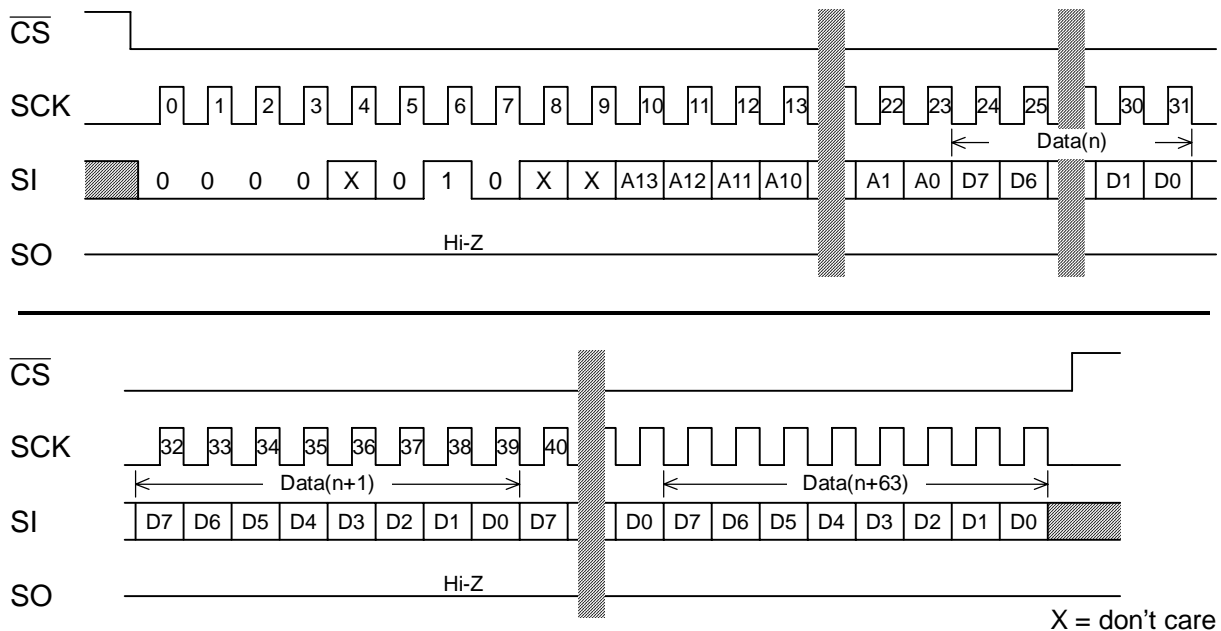 CS
SCK 0 1 2 3 4 5 6 7 8 9 10 11 12 13 22 23 24 25 30 31
Data(n)
SI 0 0 0 0 X 0 1 0 X X A13 A12 A11 A10 A1 A0 D7 D6 D1 D0
Hi-Z
SO
CS
SCK 32 33 34 35 36 37 38 39 40
Data(n+1) Data(n+63)
SI D7 D6 D5 D4 D3 D2 D1 D0 D7 D0 D7 D6 D5 D4 D3 D2 D1 D0
Hi-Z
SO
X = don't care